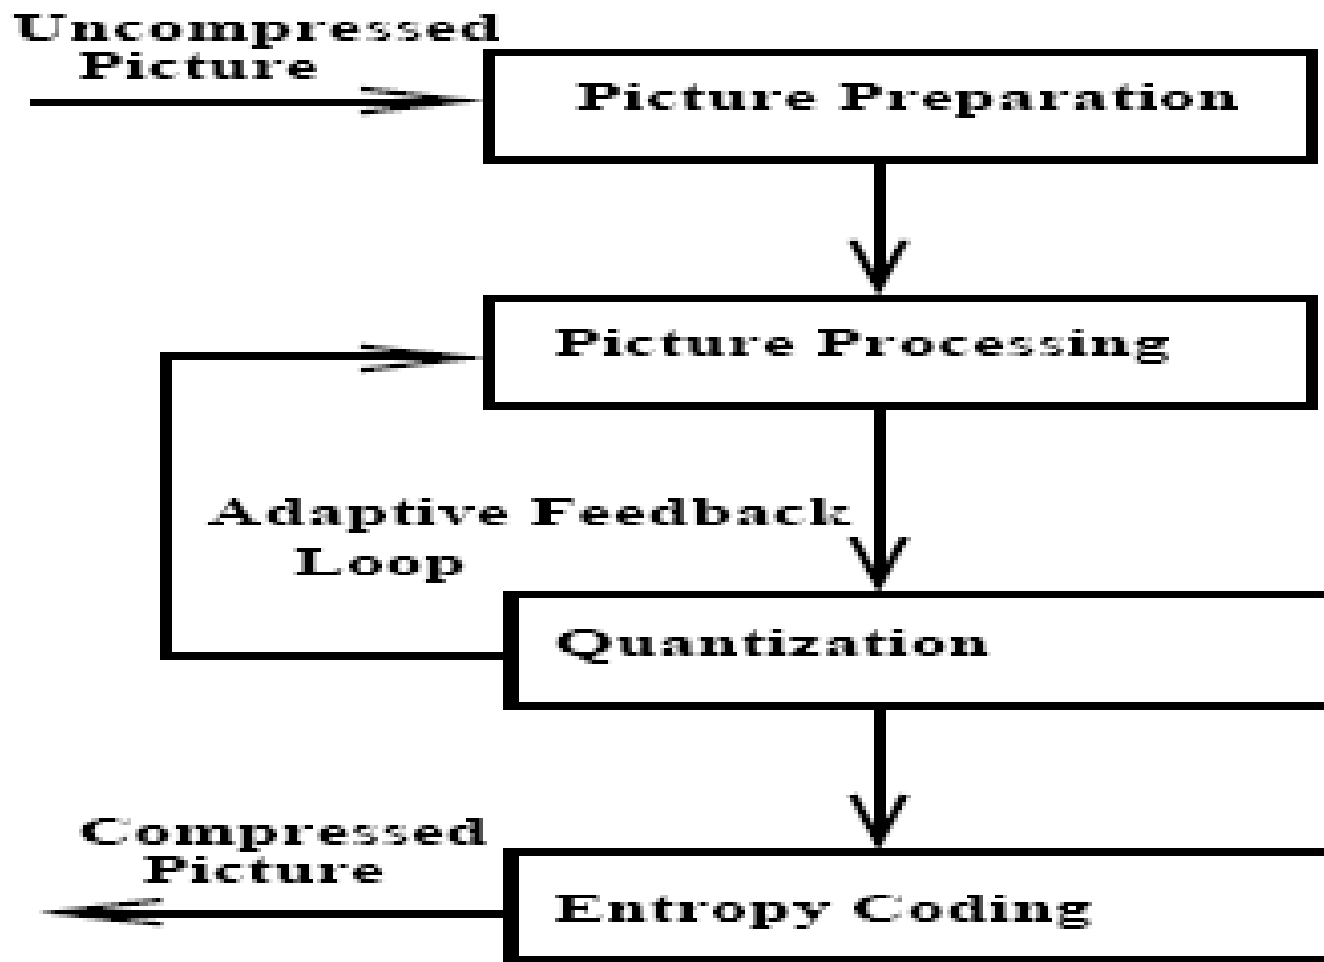 Uncompressed
Picture
Picture Preparation
Picture Processing
Adaptive Feedback
Loop
Quantization
Compressed
Picture
Entropy Coding